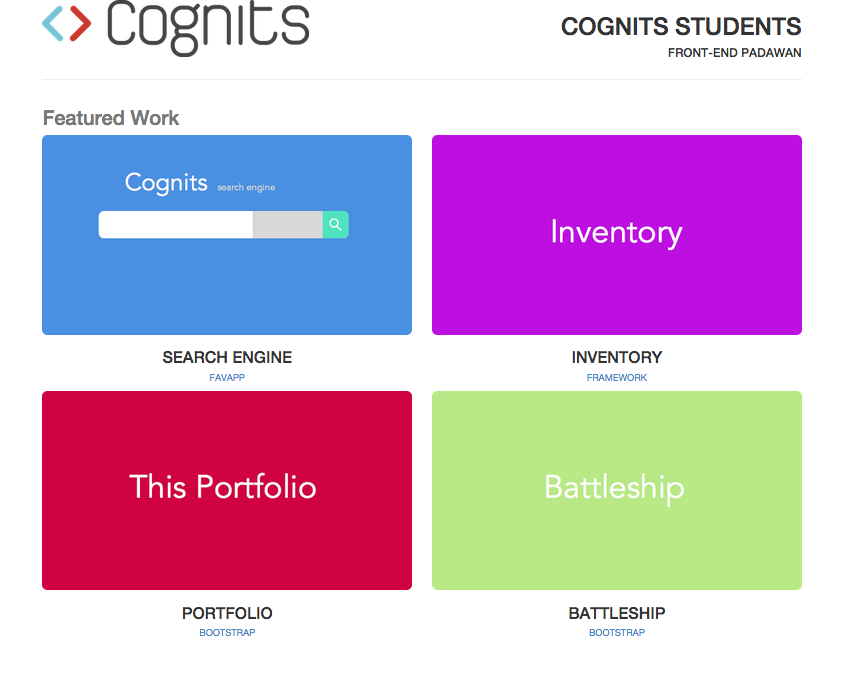 Cognits
COGNITS STUDENTS
FRONT-END PADAWAN
Featured Work
Cognits search engine
Inventory
SEARCH ENGINE
FAVAPP
INVENTORY
FRAMEWORK
This Portfolio
Battleship
PORTFOLIO
BOOTSTRAP
BATTLESHIP
BOOTSTRAP